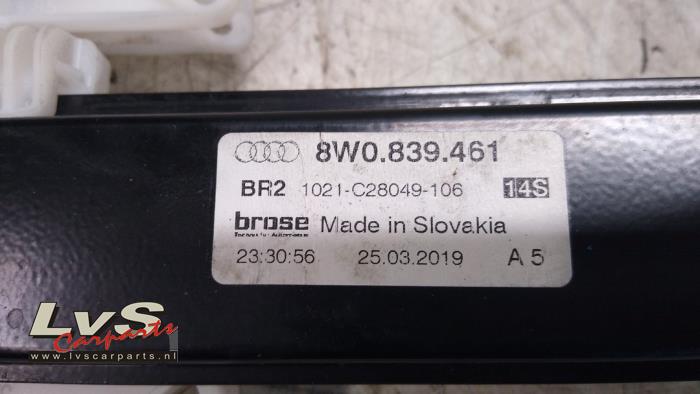 8W0.839.461
BR2 1021-C28049-106 14S
brose Made in Slovakia
23:30:56 25.03.2019 A 5
LvS
Carparts
www.lvscarparts.nl